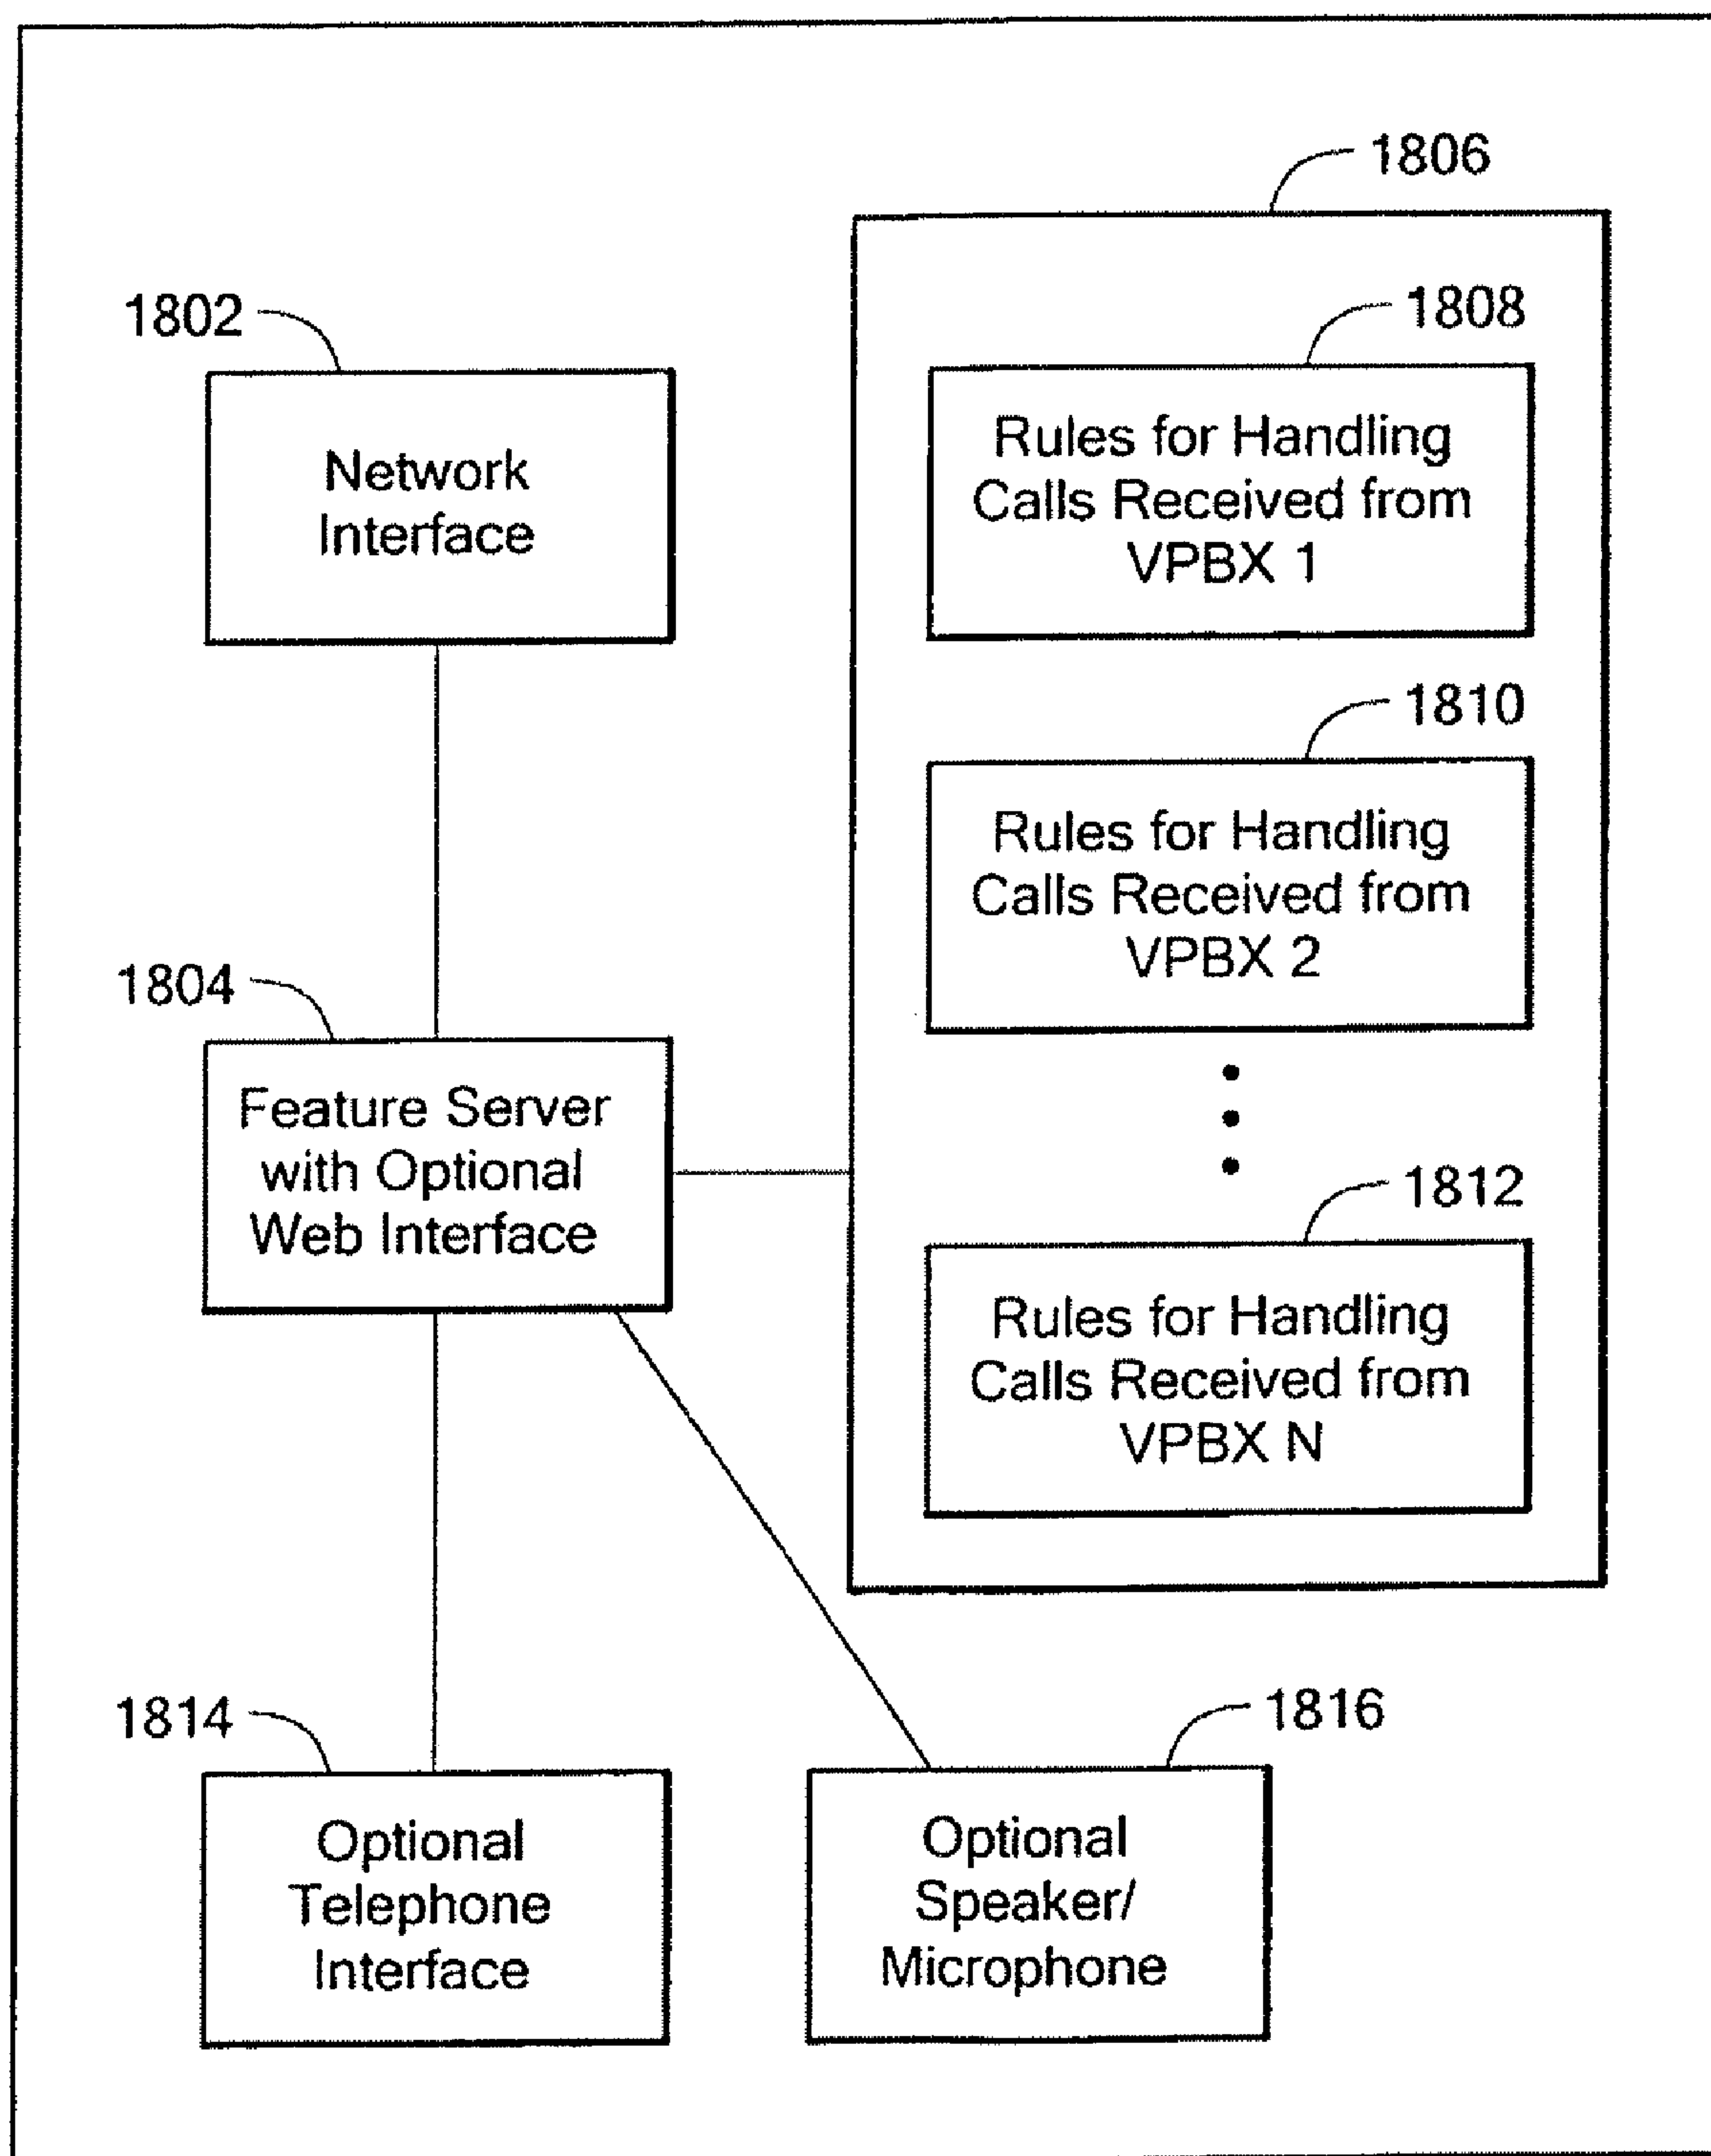 1806
1808
1802
Rules for Handling
Calls Received from
VPBX 1
Network
Interface
1810
Rules for Handling
Calls Received from
VPBX 2
1804
Feature Server
with Optional
Web Interface
1812
Rules for Handling
Calls Received from
VPBX N
1814
1816
Optional
Telephone
Interface
Optional
Speaker/
Microphone